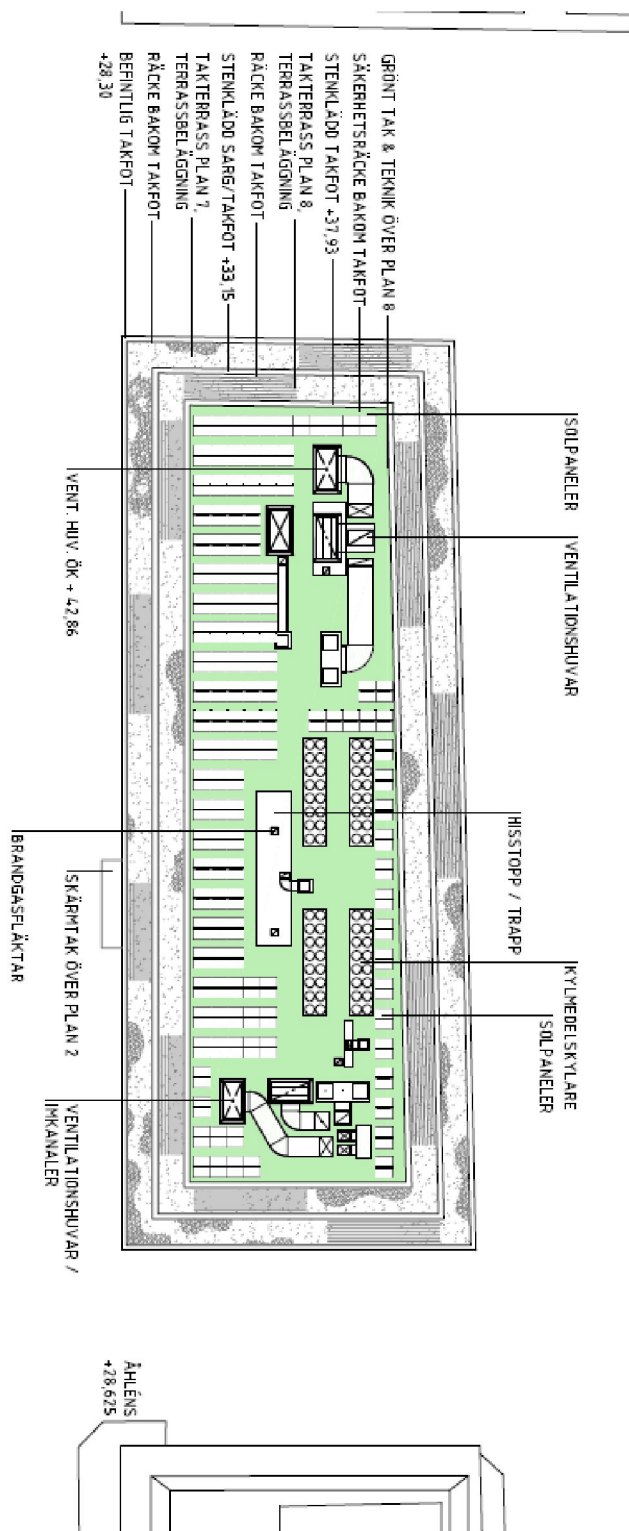 GRÖNT TAK & TEKNIK ÖVER PLAN 8
SÄKERHETSRÄCKE BAKOM TAKFOT
STENKLÄDD TAKFOT +37,93
TAKTERRASS PLAN 8,
TERRASSBELÄGGNING
RÄCKE BAKOM TAKFOT
STENKLÄDD SARG/TAKFOT +33,15
TAKTERRASS PLAN 7,
TERRASSBELÄGGNING
RÄCKE BAKOM TAKFOT
BEFINTLIG TAKFOT
+28,30
SOLPANELER
VENTILATIONSHUVAR
HISSTOPP / TRAPP
KYLMEDELSKYLARE
SOLPANELER
VENT. HUV. ÖK + 42,86
BRANDGASFLÄKTAR
SKÄRMTAK ÖVER PLAN 2
VENTILATIONSHUVAR /
IMKANALER
ÅHLÉNS
+28,625